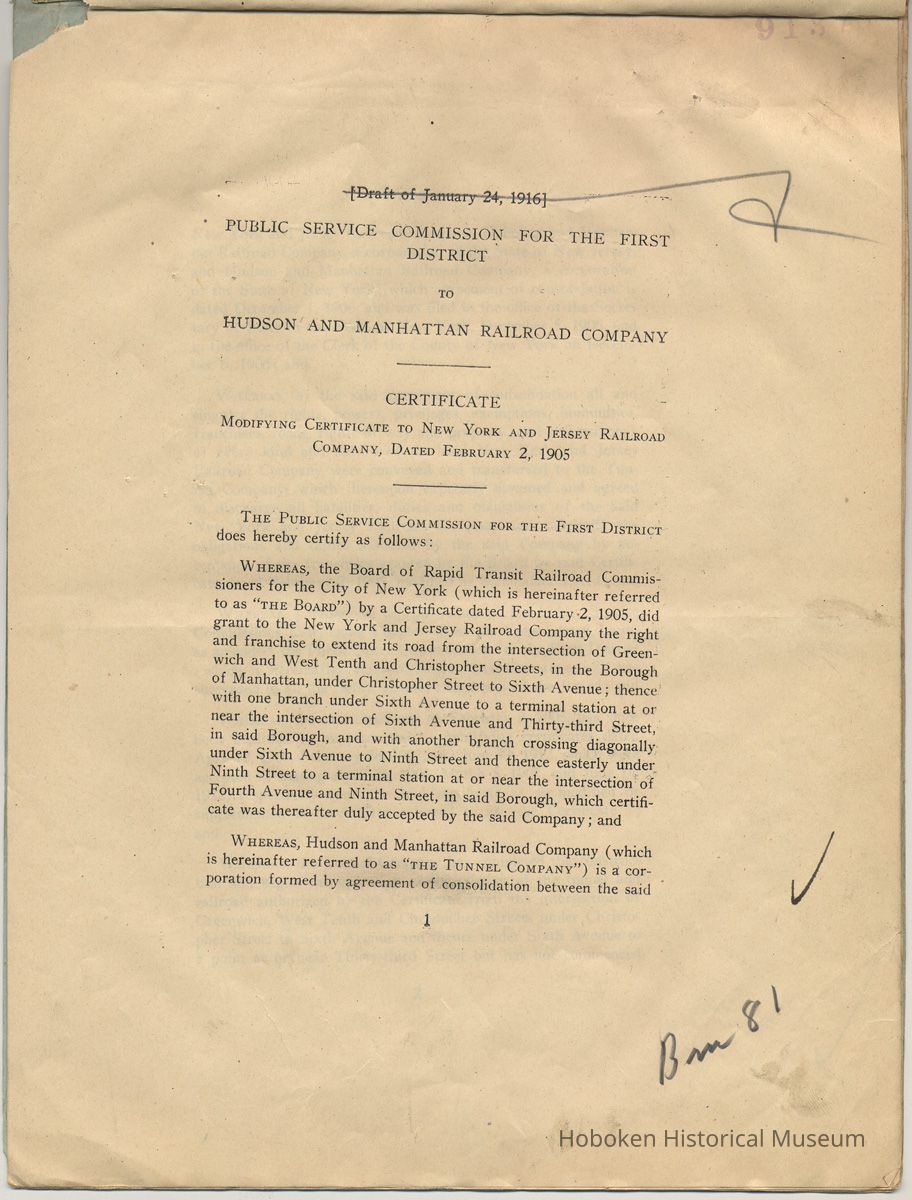 [Draft of January 24, 1916]
PUBLIC SERVICE COMMISSION FOR THE FIRST
DISTRICT
TO
HUDSON AND MANHATTAN RAILROAD COMPANY
CERTIFICATE
MODIFYING CERTIFICATE TO NEW YORK AND JERSEY RAILROAD
COMPANY, DATED FEBRUARY 2, 1905
THE PUBLIC SERVICE COMMISSION FOR THE FIRST DISTRICT
does hereby certify as follows:
WHEREAS, the Board of Rapid Transit Railroad Commis-
sioners for the City of New York (which is hereinafter referred
to as "THE BOARD") by a Certificate dated February 2, 1905, did
grant to the New York and Jersey Railroad Company the right
and franchise to extend its road from the intersection of Green-
wich and West Tenth and Christopher Streets, in the Borough
of Manhattan, under Christopher Street to Sixth Avenue; thence
with one branch under Sixth Avenue to a terminal station at or
near the intersection of Sixth Avenue and Thirty-third Street,
in said Borough, and with another branch crossing diagonally
under Sixth Avenue to Ninth Street and thence easterly under
Ninth Street to a terminal station at or near the intersection of
Fourth Avenue and Ninth Street, in said Borough, which certifi-
cate was thereafter duly accepted by the said Company; and
WHEREAS, Hudson and Manhattan Railroad Company (which
is hereinafter referred to as "THE TUNNEL COMPANY") is a cor-
poration formed by agreement of consolidation between the said
1
81
Hoboken Historical Museum